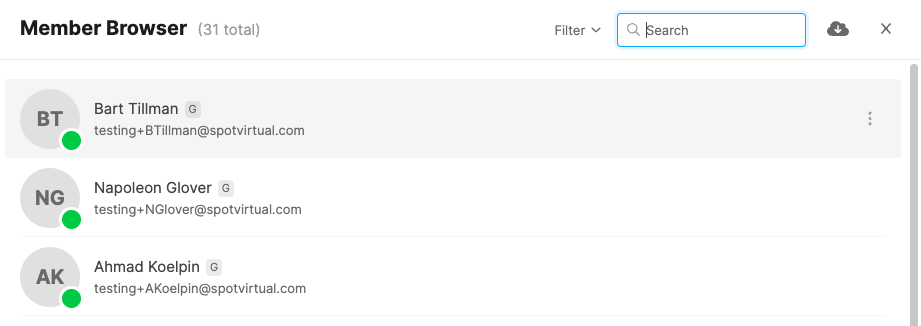 Member Browser (31 total) Filter Search
BT Bart Tillman G
testing+BTillman@spotvirtual.com
NG Napoleon Glover G
testing+NGlover@spotvirtual.com
AK Ahmad Koelpin G
testing+AKoelpin@spotvirtual.com